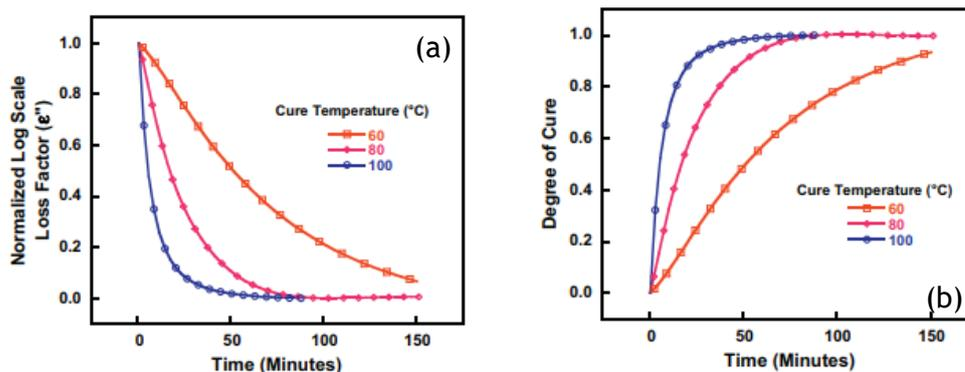 (a)
Normalized Log Scale
Loss Factor (ε")
1.0
0.8
0.6
0.4
0.2
0.0
Cure Temperature (°C)
60
80
100
0
50
100
150
Time (Minutes)
(b)
Degree of Cure
1.0
0.8
0.6
0.4
0.2
0.0
Cure Temperature (°C)
60
80
100
0
50
100
150
Time (Minutes)